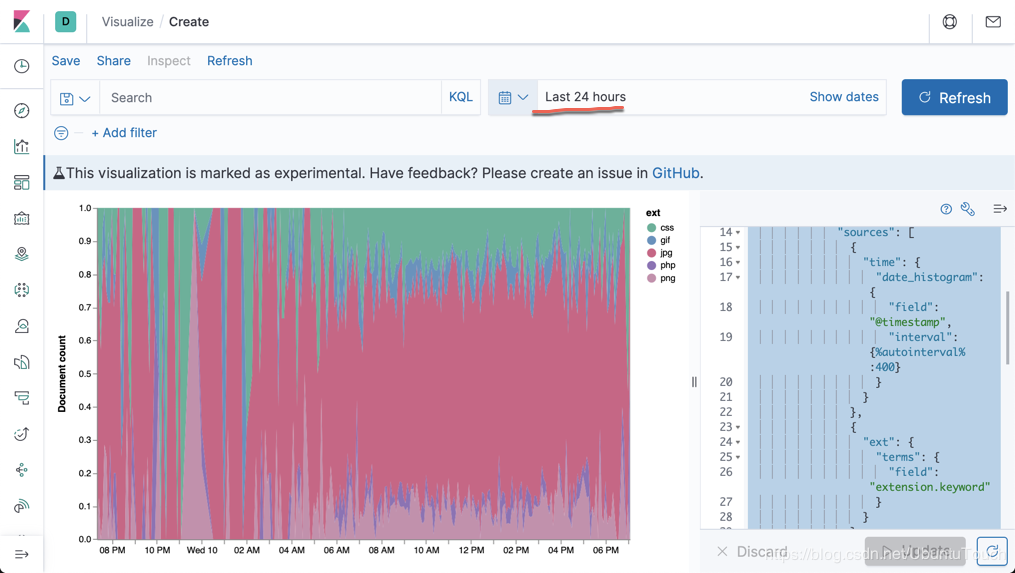 D Visualize / Create
Save Share Inspect Refresh
Search KQL Last 24 hours Show dates Refresh
+ Add filter
This visualization is marked as experimental. Have feedback? Please create an issue in GitHub.
1.0
0.9
0.8
0.7
0.6
0.5
0.4
0.3
0.2
0.1
0.0
Document count
08 PM 10 PM Wed 10 02 AM 04 AM 06 AM 08 AM 10 AM 12 PM 02 PM 04 PM 06 PM
ext
css
gif
jpg
php
png
14 "sources": [
15 {
16 "time": {
17 "date_histogram":
{
18 "field":
"@timestamp",
19 "interval":
{%autointerval%
:400}
20 }
21 }
22 },
23 {
24 "ext": {
25 "terms": {
26 "field":
"extension.keyword"
27 }
28 }
Discard Update
https://blog.csdn.net/UbuntuTouch